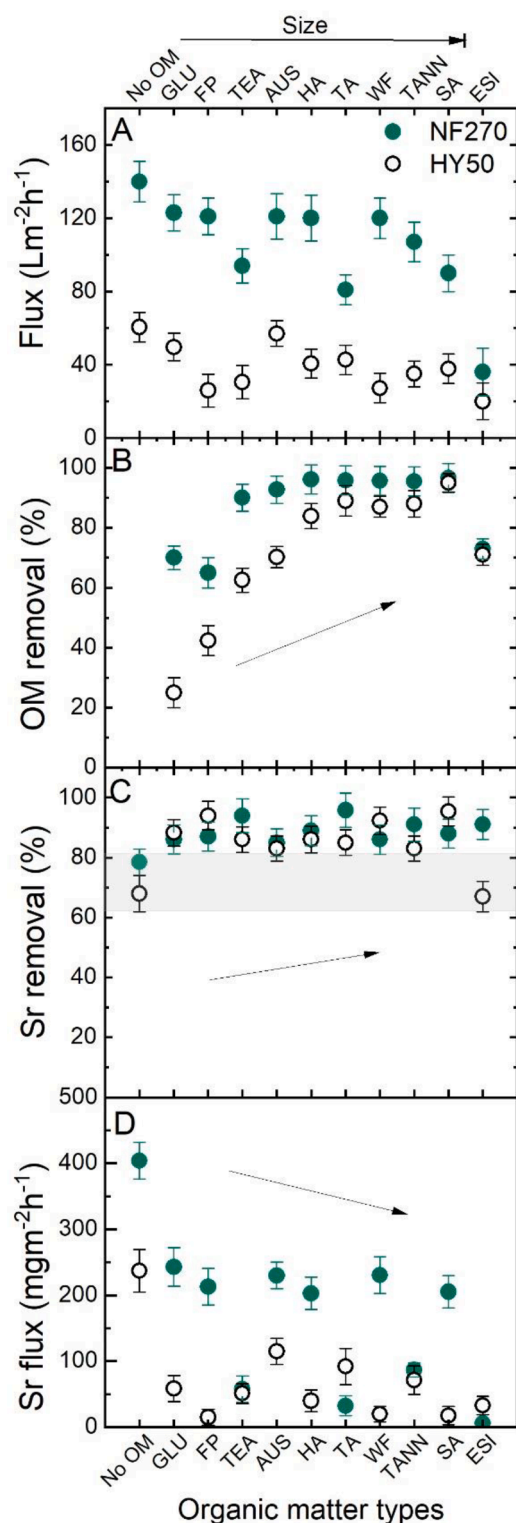 Size
No OM GLU FP TEA AUS HA TA WF TANN SA ESI
A
NF270
HY50
160
120
80
40
0
Flux (Lm⁻²h⁻¹)
B
100
80
60
40
20
0
OM removal (%)
C
100
80
60
40
20
Sr removal (%)
500
D
400
300
200
100
0
Sr flux (mgm⁻²h⁻¹)
No OM GLU FP TEA AUS HA TA WF TANN SA ESI
Organic matter types